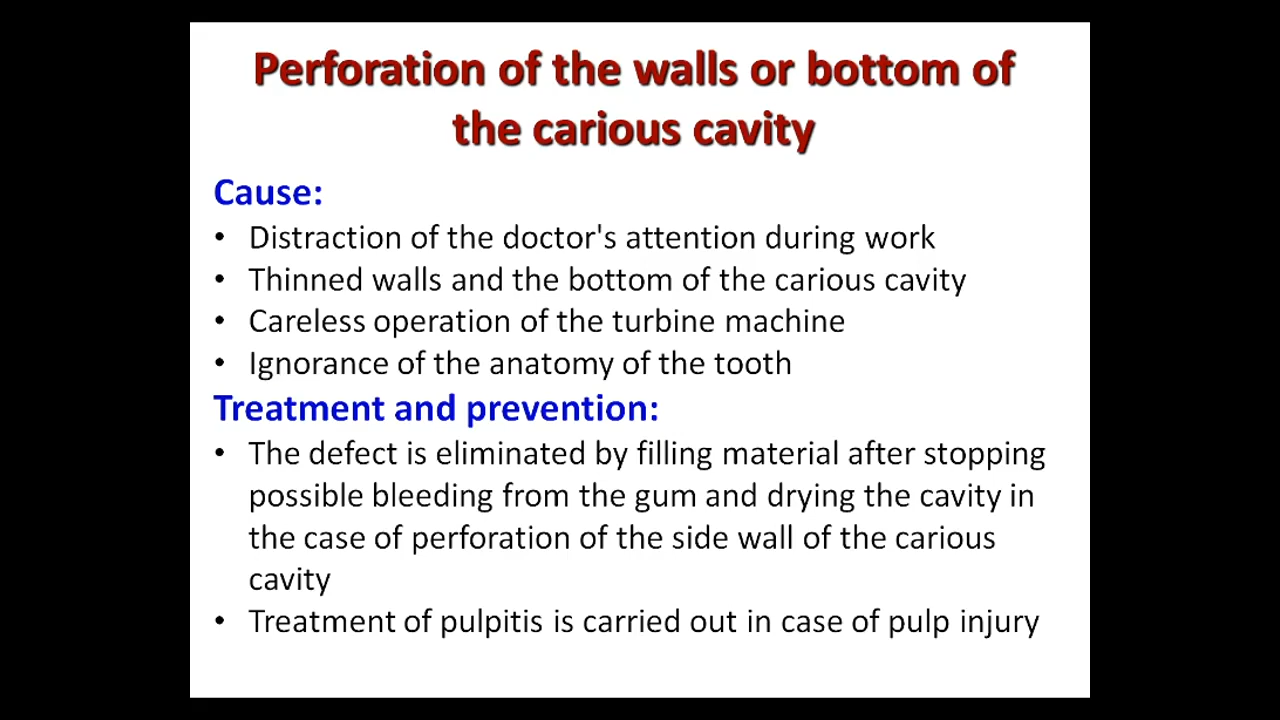 Perforation of the walls or bottom of
the carious cavity
Cause:
• Distraction of the doctor's attention during work
• Thinned walls and the bottom of the carious cavity
• Careless operation of the turbine machine
• Ignorance of the anatomy of the tooth
Treatment and prevention:
• The defect is eliminated by filling material after stopping
possible bleeding from the gum and drying the cavity in
the case of perforation of the side wall of the carious
cavity
• Treatment of pulpitis is carried out in case of pulp injury